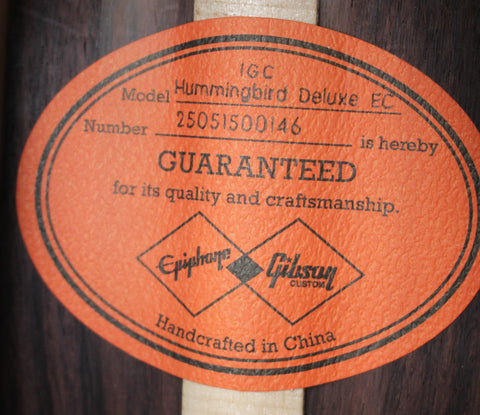 IGC
Model Hummingbird Deluxe EC
Number 25051500146 is hereby
GUARANTEED
for its quality and craftsmanship.
Epiphone Gibson
CUSTOM
Handcrafted in China